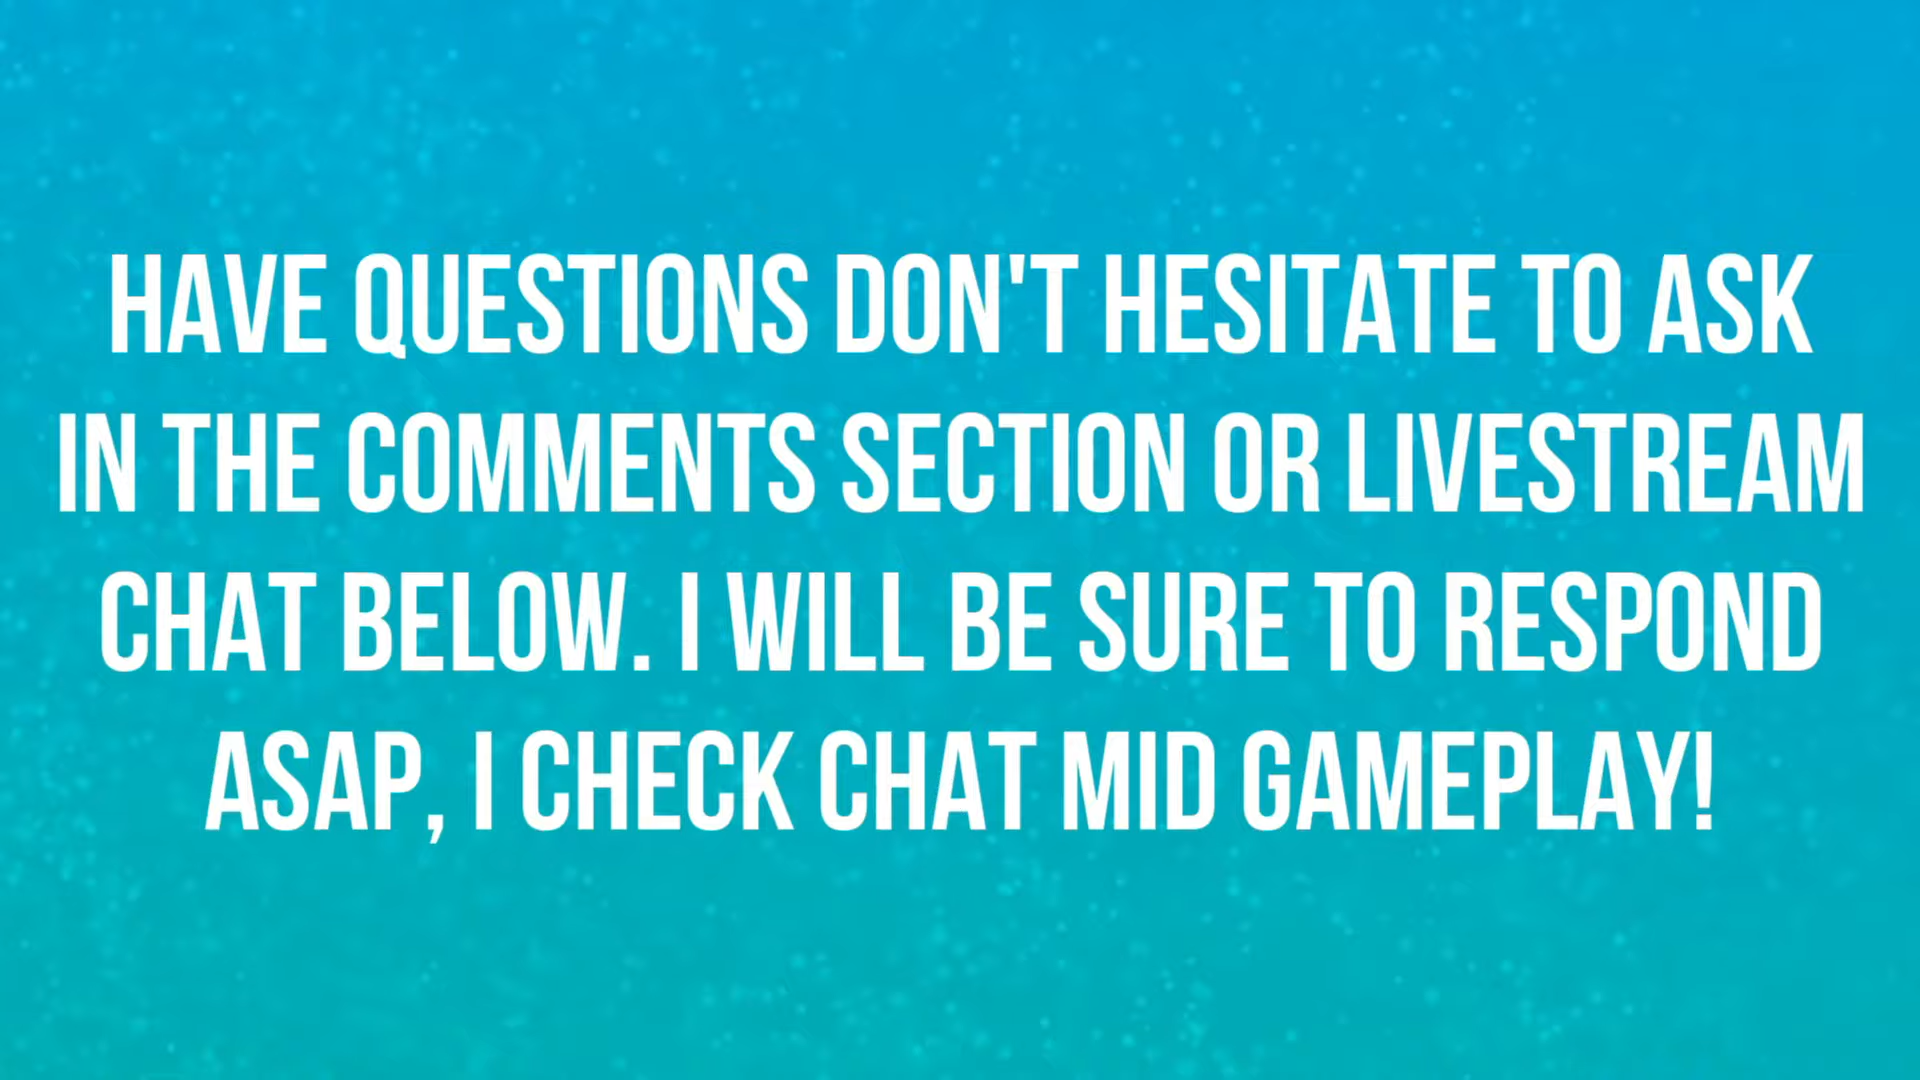 HAVE QUESTIONS DON'T HESITATE TO ASK
IN THE COMMENTS SECTION OR LIVESTREAM
CHAT BELOW. I WILL BE SURE TO RESPOND
ASAP, I CHECK CHAT MID GAMEPLAY!